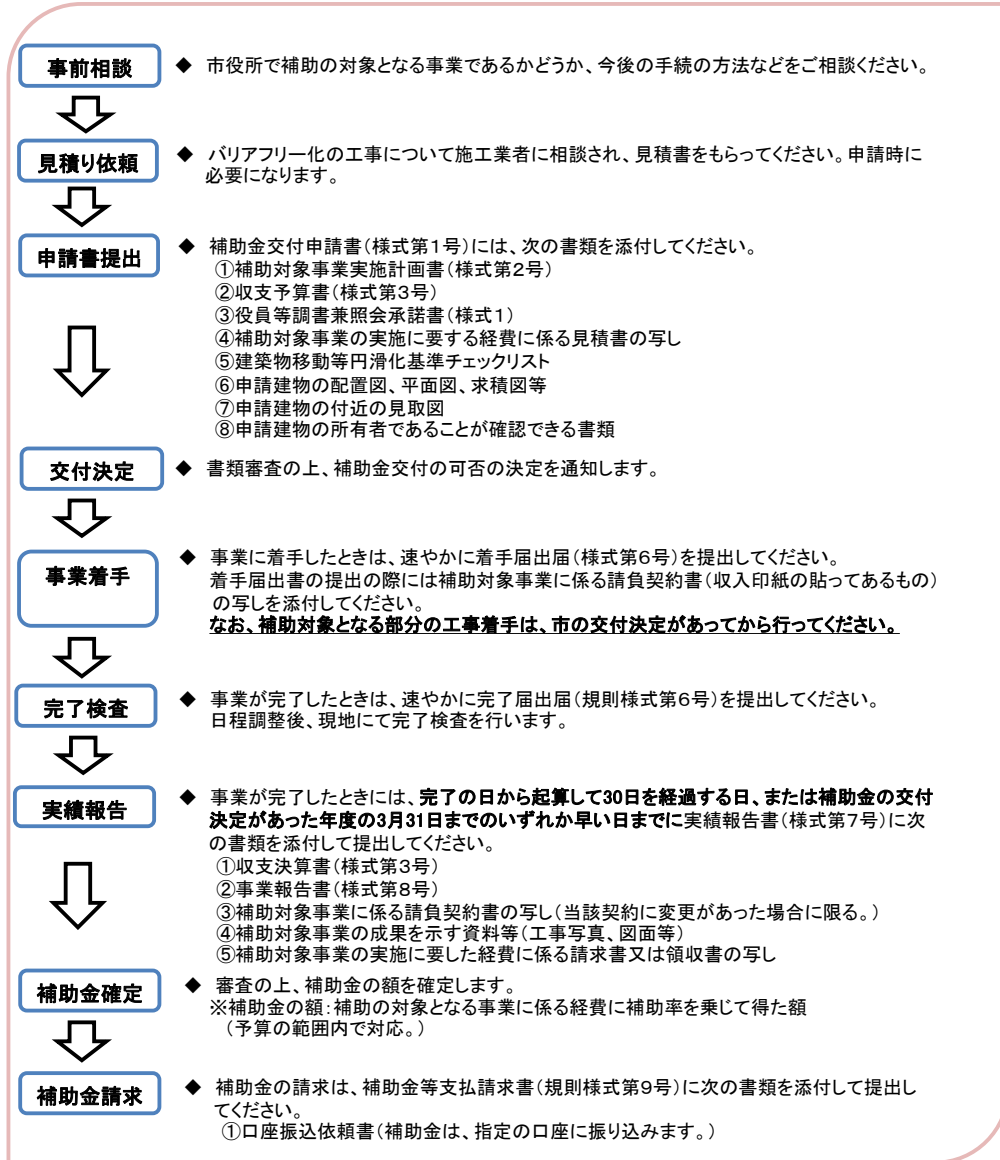 事前相談
◆ 市役所で補助の対象となる事業であるかどうか、今後の手続の方法などをご相談ください。
見積り依頼
◆ バリアフリー化の工事について施工業者に相談され、見積書をもらってください。申請時に
必要になります。
申請書提出
◆ 補助金交付申請書(様式第1号)には、次の書類を添付してください。
①補助対象事業実施計画書(様式第2号)
②収支予算書(様式第3号)
③役員等調書兼照会承諾書(様式1)
④補助対象事業の実施に要する経費に係る見積書の写し
⑤建築物移動等円滑化基準チェックリスト
⑥申請建物の配置図、平面図、求積図等
⑦申請建物の付近の見取図
⑧申請建物の所有者であることが確認できる書類
交付決定
◆ 書類審査の上、補助金交付の可否の決定を通知します。
事業着手
◆ 事業に着手したときは、速やかに着手届出届(様式第6号)を提出してください。
着手届出書の提出の際には補助対象事業に係る請負契約書(収入印紙の貼ってあるもの)
の写しを添付してください。
なお、補助対象となる部分の工事着手は、市の交付決定があってから行ってください。
完了検査
◆ 事業が完了したときは、速やかに完了届出届(規則様式第6号)を提出してください。
日程調整後、現地にて完了検査を行います。
実績報告
◆ 事業が完了したときには、完了の日から起算して30日を経過する日、または補助金の交付
決定があった年度の3月31日までのいずれか早い日までに実績報告書(様式第7号)に次
の書類を添付して提出してください。
①収支決算書(様式第3号)
②事業報告書(様式第8号)
③補助対象事業に係る請負契約書の写し(当該契約に変更があった場合に限る。)
④補助対象事業の成果を示す資料等(工事写真、図面等)
⑤補助対象事業の実施に要した経費に係る請求書又は領収書の写し
補助金確定
◆ 審査の上、補助金の額を確定します。
※補助金の額:補助の対象となる事業に係る経費に補助率を乗じて得た額
(予算の範囲内で対応。)
補助金請求
◆ 補助金の請求は、補助金等支払請求書(規則様式第9号)に次の書類を添付して提出し
てください。
①口座振込依頼書(補助金は、指定の口座に振り込みます。)